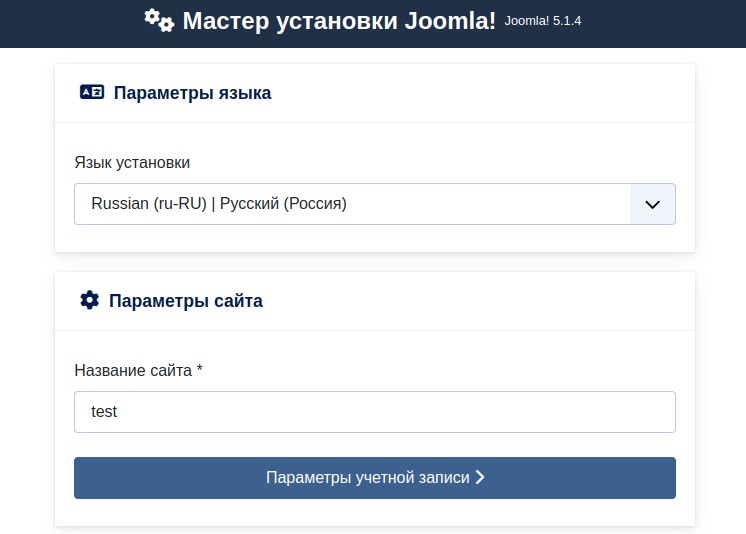 Мастер установки Joomla! Joomla! 5.1.4
Параметры языка
Язык установки
Russian (ru-RU) | Русский (Россия)
Параметры сайта
Название сайта *
test
Параметры учетной записи